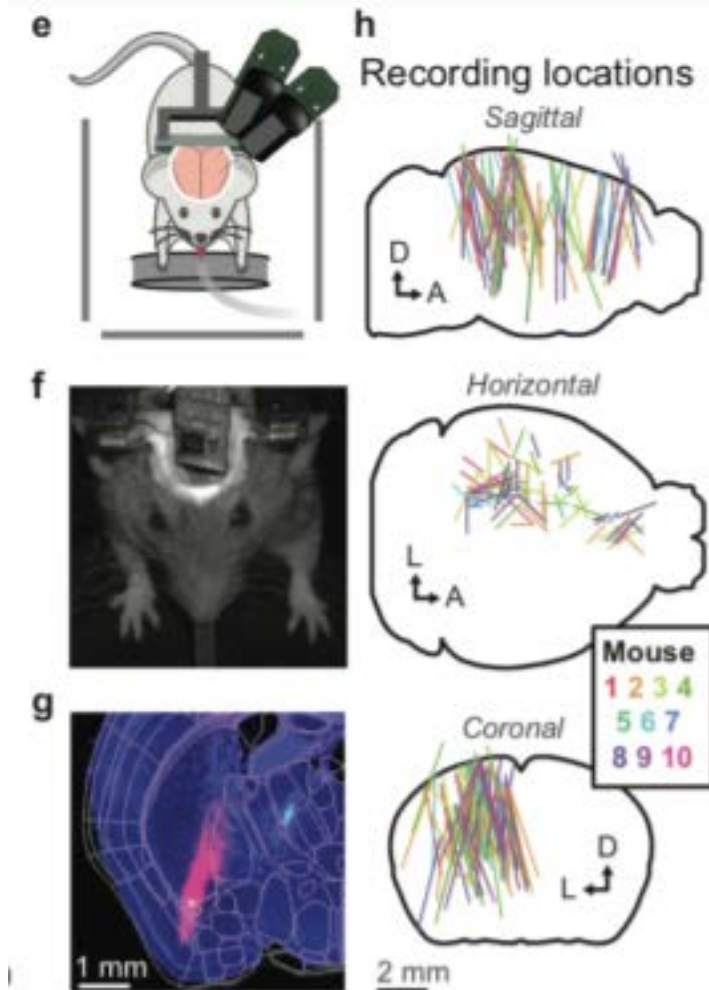 e
h
Recording locations
Sagittal
D
A
f
Horizontal
L
A
Mouse
1 2 3 4
5 6 7
8 9 10
g
Coronal
D
L
1 mm
2 mm